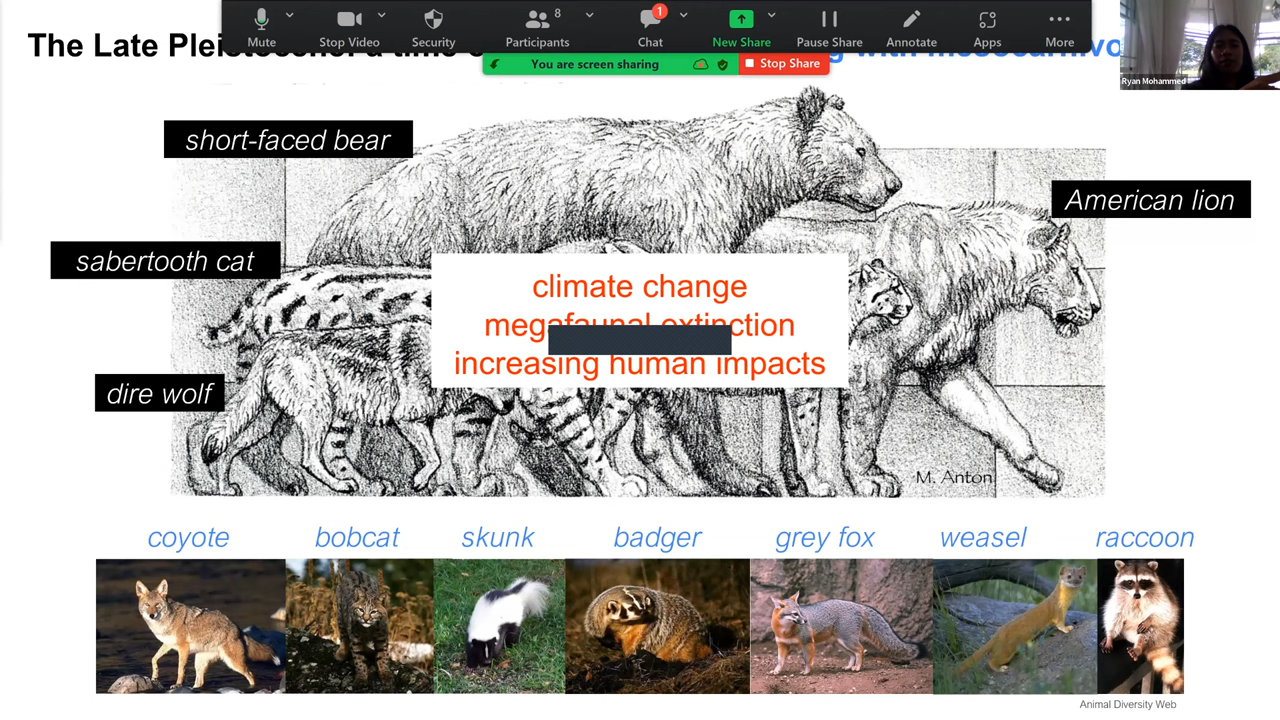 Mute
Stop Video
Security
8
Participants
1
Chat
New Share
Pause Share
Annotate
Apps
More
You are screen sharing
Stop Share
The Late
Ryan Mohammed
short-faced bear
American lion
sabertooth cat
climate change
megafaunal extinction
increasing human impacts
dire wolf
M. Anton
coyote bobcat skunk badger grey fox weasel raccoon
Animal Diversity Web